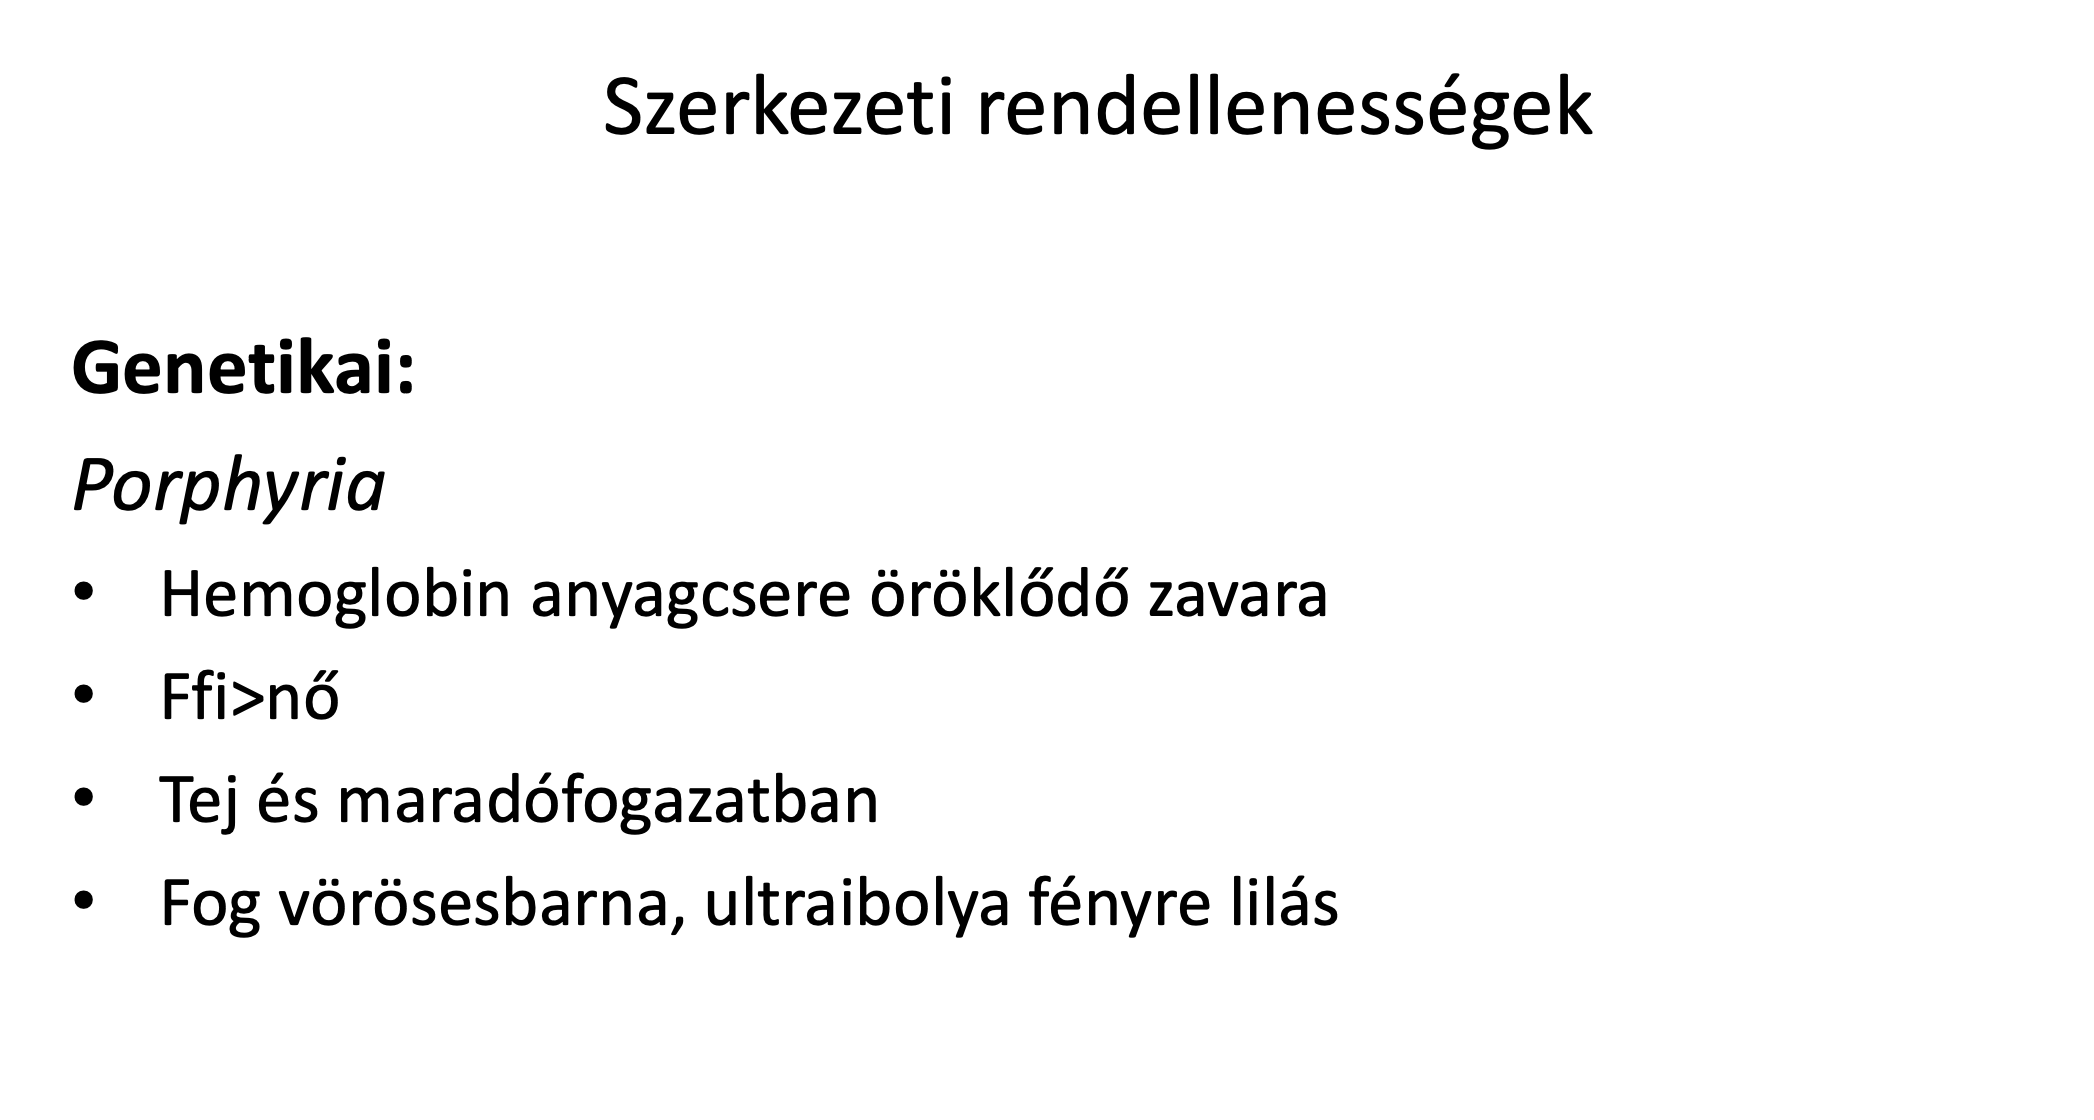 Szerkezeti rendellenességek
Genetikai:
Porphyria
• Hemoglobin anyagcsere öröklődő zavara
• Ffi>nő
• Tej és maradófogazatban
• Fog vörösesbarna, ultraibolya fényre lilás